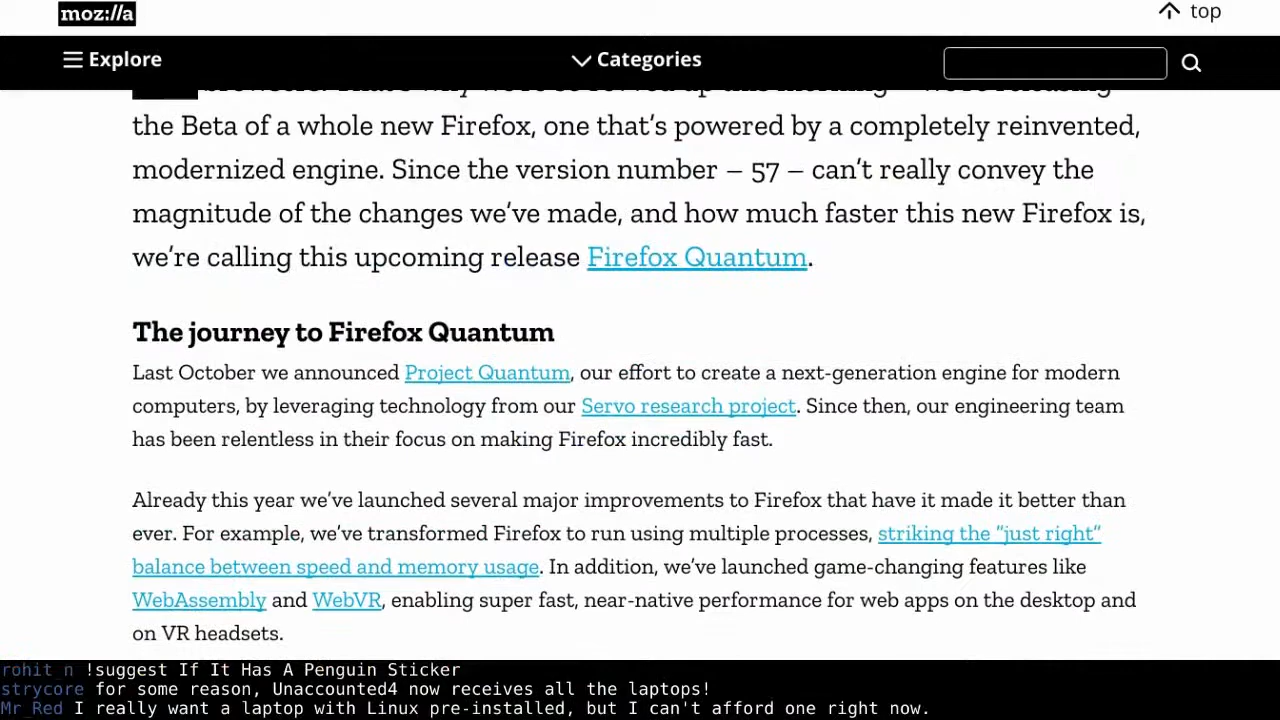 moz://a
top
Explore
Categories
the Beta of a whole new Firefox, one that’s powered by a completely reinvented,
modernized engine. Since the version number – 57 – can’t really convey the
magnitude of the changes we’ve made, and how much faster this new Firefox is,
we’re calling this upcoming release Firefox Quantum.
The journey to Firefox Quantum
Last October we announced Project Quantum, our effort to create a next-generation engine for modern
computers, by leveraging technology from our Servo research project. Since then, our engineering team
has been relentless in their focus on making Firefox incredibly fast.
Already this year we’ve launched several major improvements to Firefox that have it made it better than
ever. For example, we’ve transformed Firefox to run using multiple processes, striking the “just right”
balance between speed and memory usage. In addition, we’ve launched game-changing features like
WebAssembly and WebVR, enabling super fast, near-native performance for web apps on the desktop and
on VR headsets.
rohit_n !suggest If It Has A Penguin Sticker
strycore for some reason, Unaccounted4 now receives all the laptops!
Mr_Red I really want a laptop with Linux pre-installed, but I can't afford one right now.